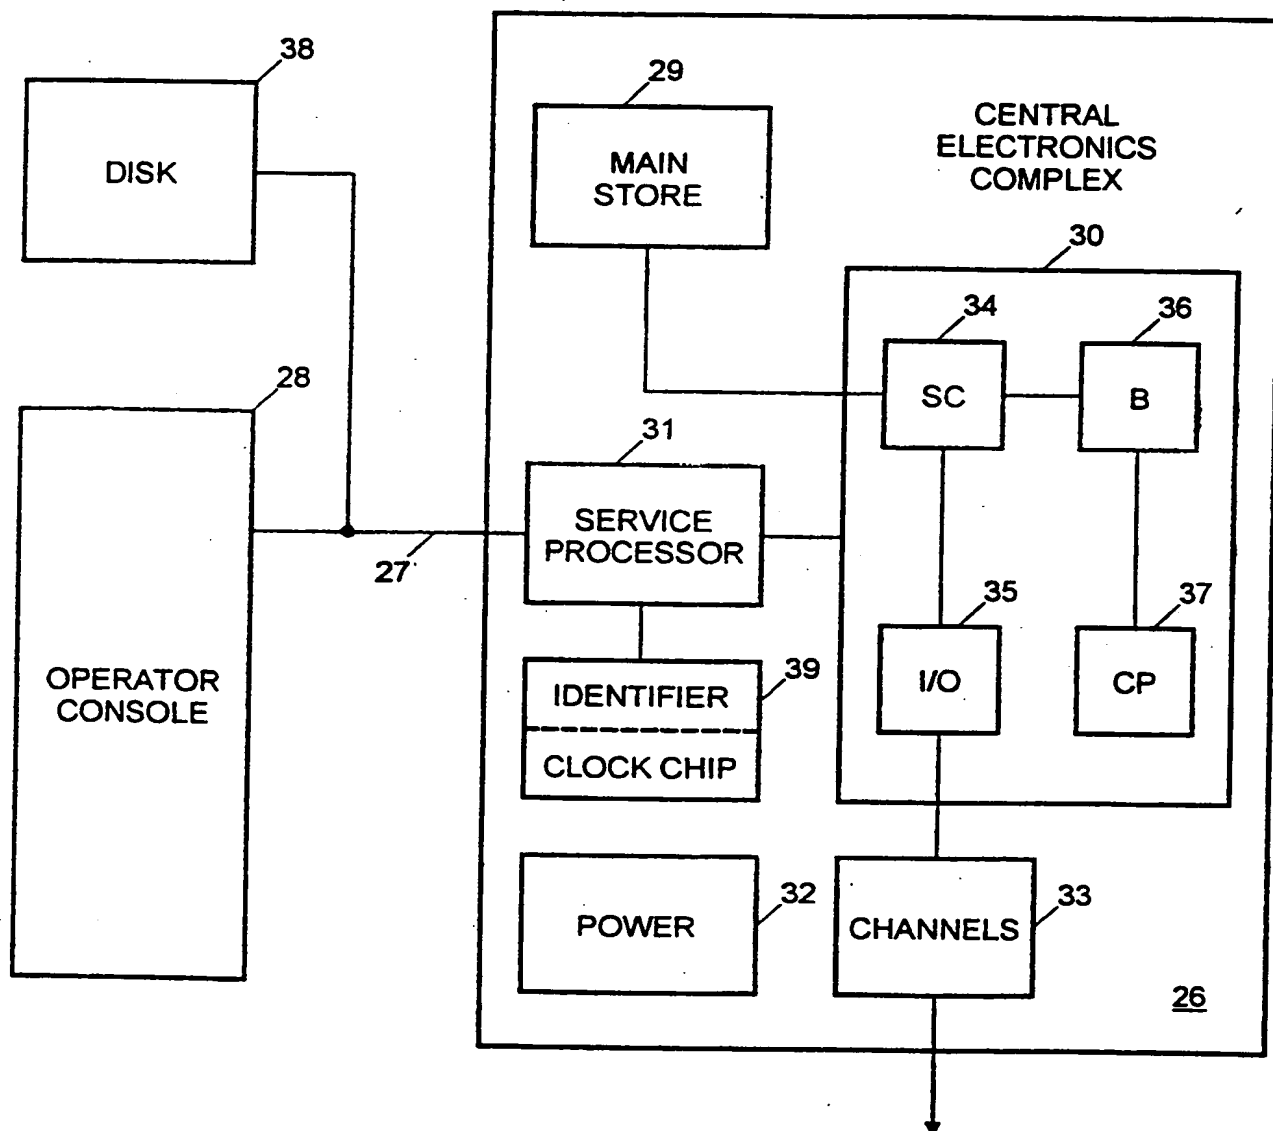 38
DISK
29
MAIN
STORE
CENTRAL
ELECTRONICS
COMPLEX
30
34
SC
36
B
28
OPERATOR
CONSOLE
27
31
SERVICE
PROCESSOR
35
I/O
37
CP
39
IDENTIFIER
CLOCK CHIP
32
POWER
33
CHANNELS
26